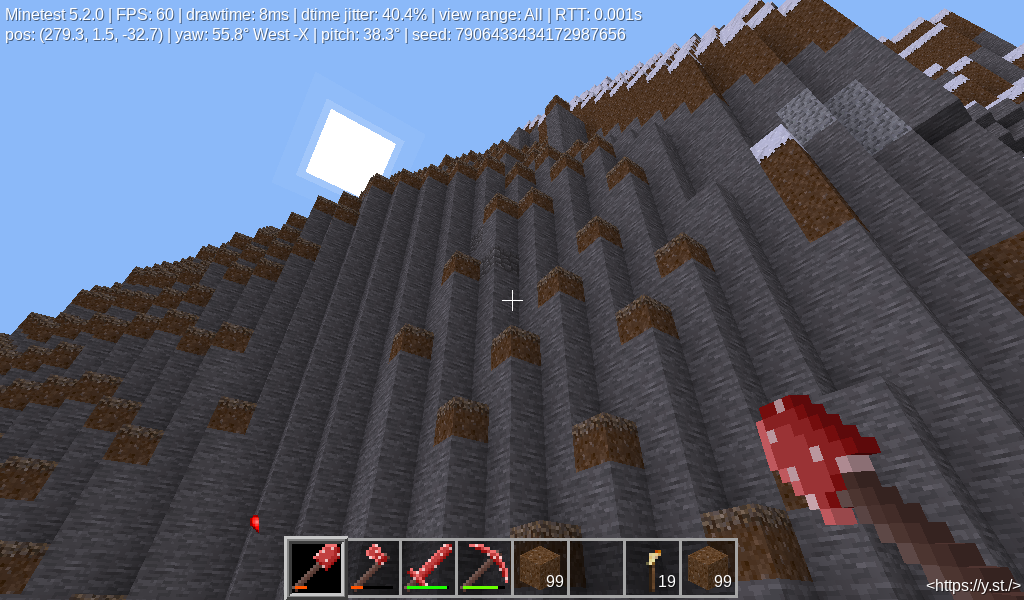 Minetest 5.2.0 | FPS: 60 | drawtime: 8ms | dtime jitter: 40.4% | view range: All | RTT: 0.001s
pos: (279.3, 1.5, -32.7) | yaw: 55.8° West -X | pitch: 38.3° | seed: 7906433434172987656
99 19 99
<https://y.st./>